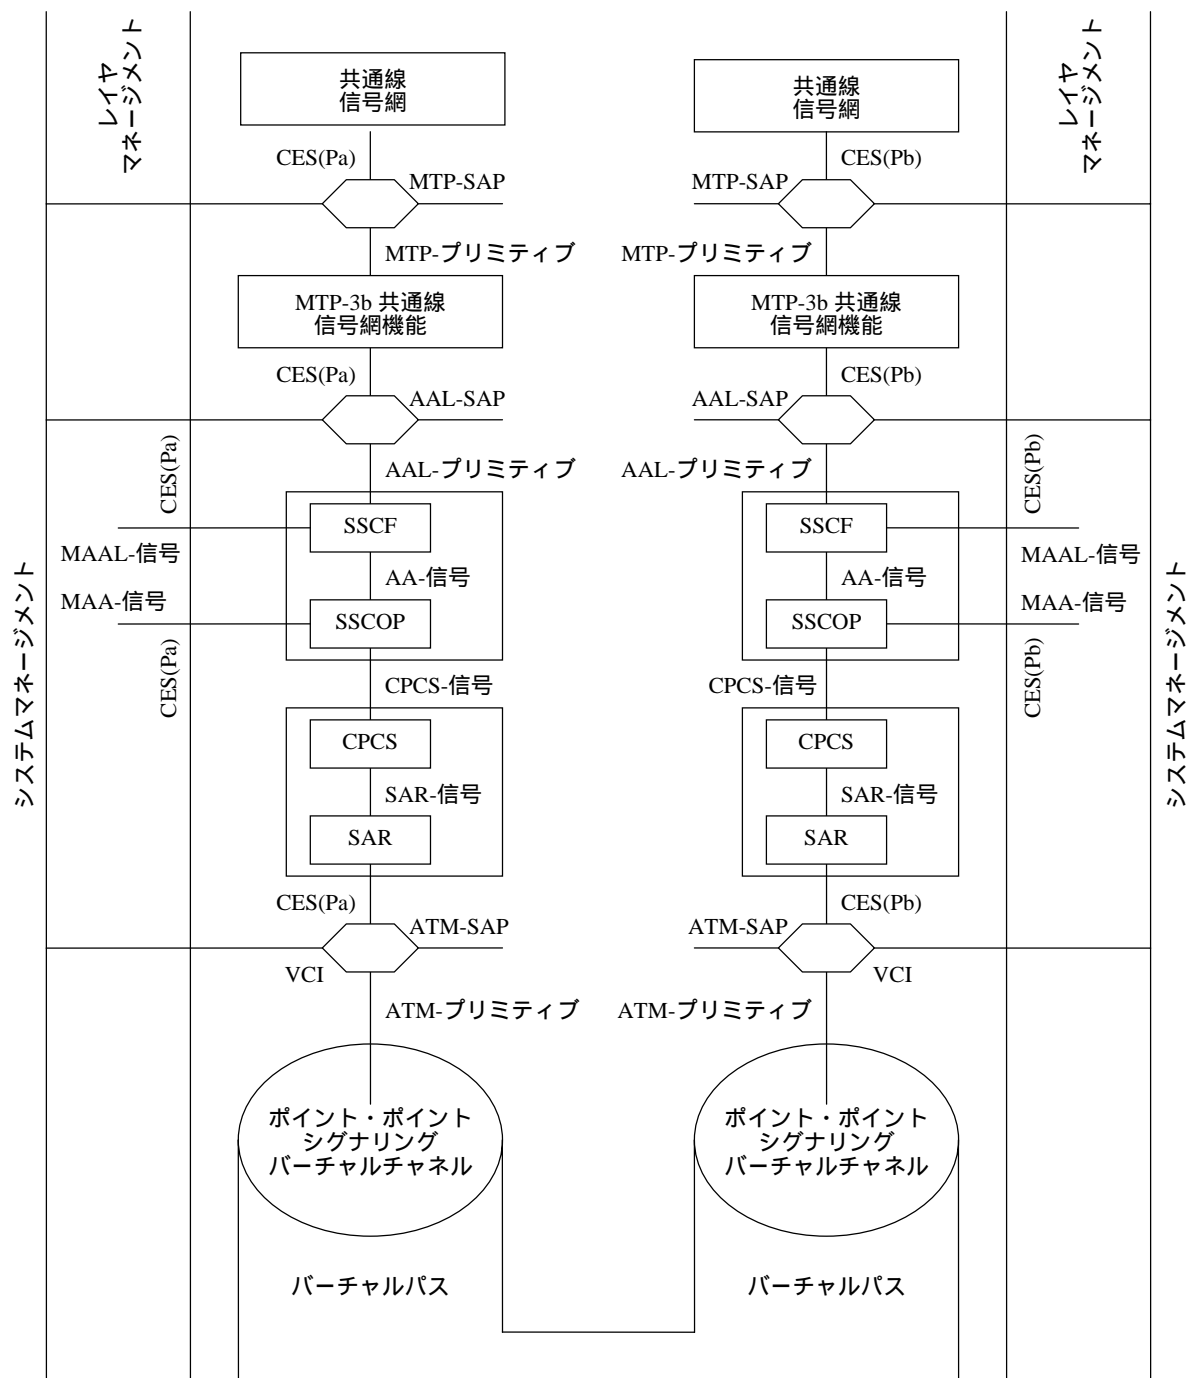 レイヤ
マネージメント
共通線
信号網
共通線
信号網
レイヤ
マネージメント
CES(Pa)
CES(Pb)
MTP-SAP
MTP-SAP
MTP-プリミティブ
MTP-プリミティブ
MTP-3b 共通線
信号網機能
MTP-3b 共通線
信号網機能
CES(Pa)
CES(Pb)
AAL-SAP
AAL-SAP
CES(Pa)
AAL-プリミティブ
AAL-プリミティブ
CES(Pb)
SSCF
SSCF
MAAL-信号
MAAL-信号
AA-信号
AA-信号
MAA-信号
MAA-信号
SSCOP
SSCOP
CES(Pa)
CES(Pb)
CPCS-信号
CPCS-信号
システムマネージメント
システムマネージメント
CPCS
CPCS
SAR-信号
SAR-信号
SAR
SAR
CES(Pa)
CES(Pb)
ATM-SAP
ATM-SAP
VCI
VCI
ATM-プリミティブ
ATM-プリミティブ
ポイント・ポイント
シグナリング
バーチャルチャネル
ポイント・ポイント
シグナリング
バーチャルチャネル
バーチャルパス
バーチャルパス